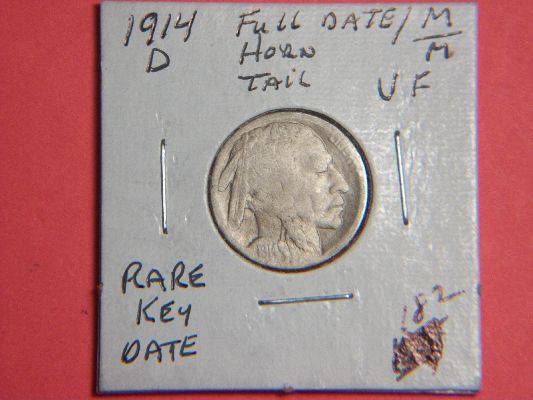 1914 Full DATE/M/M
D HORN
TAIL VF
RARE
KEY
DATE
182